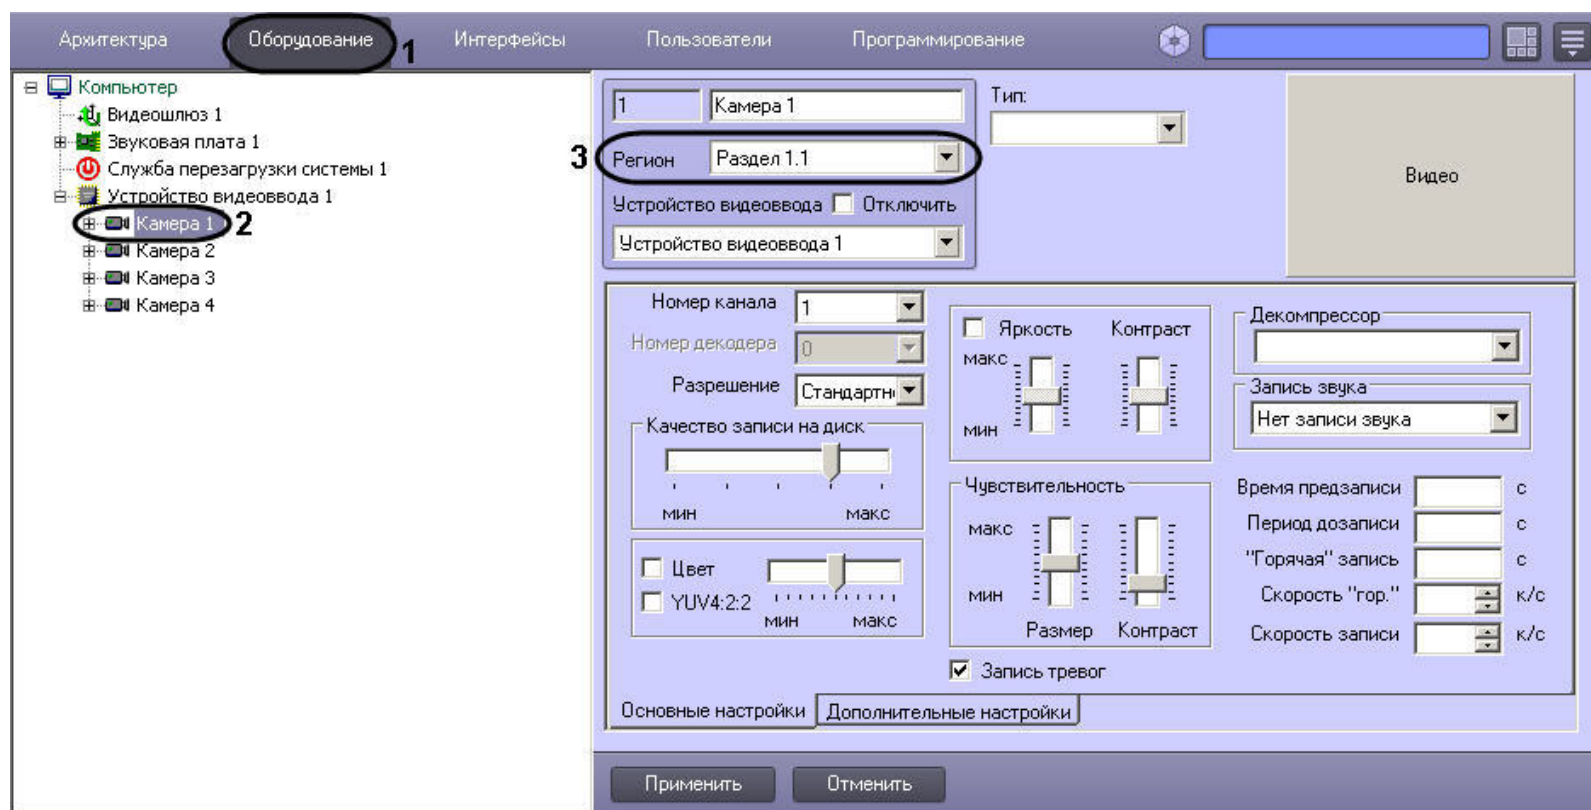 Архитектура Оборудование 1 Интерфейсы Пользователи Программирование
Компьютер
Видеошлюз 1
Звуковая плата 1
Служба перезагрузки системы 1
Устройство видеоввода 1
Камера 1 2
Камера 2
Камера 3
Камера 4
1 Камера 1 Тип:
3 Регион Раздел 1.1
Устройство видеоввода Отключить
Устройство видеоввода 1
Видео
Номер канала 1
Номер декодера 0
Разрешение Стандартн
Качество записи на диск
мин макс
Цвет
YUV4:2:2
мин макс
Яркость Контраст
макс
мин
Чувствительность
макс
мин
Размер Контраст
Запись тревог
Декомпрессор
Запись звука
Нет записи звука
Время предзаписи с
Период дозаписи с
"Горячая" запись с
Скорость "гор." к/с
Скорость записи к/с
Основные настройки Дополнительные настройки
Применить Отменить